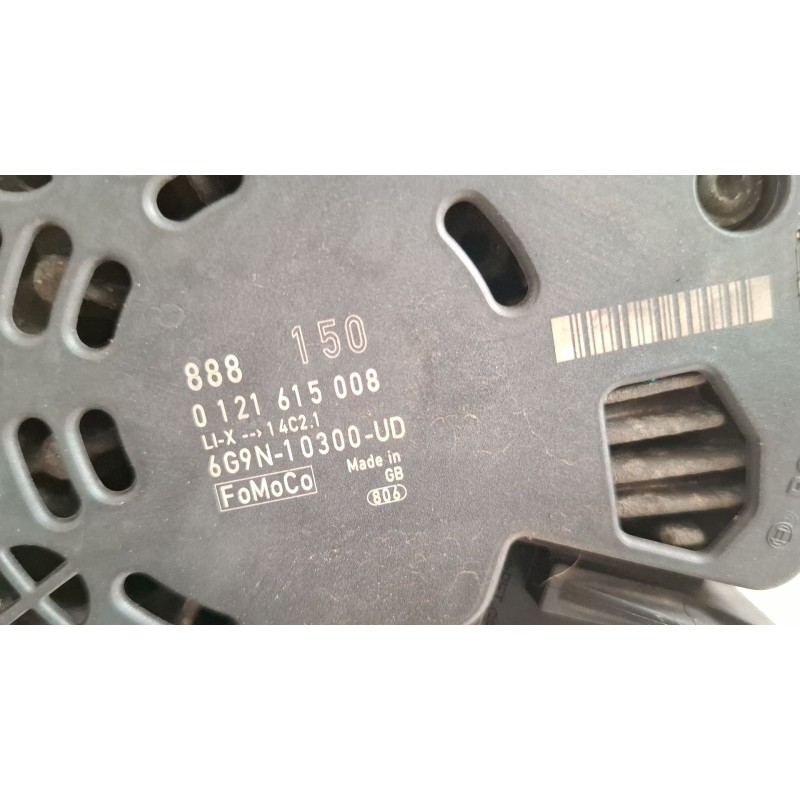 888 150
0 121 615 008
LI-X --> 14C2.1
6G9N-10300-UD
FoMoCo Made in
GB
806